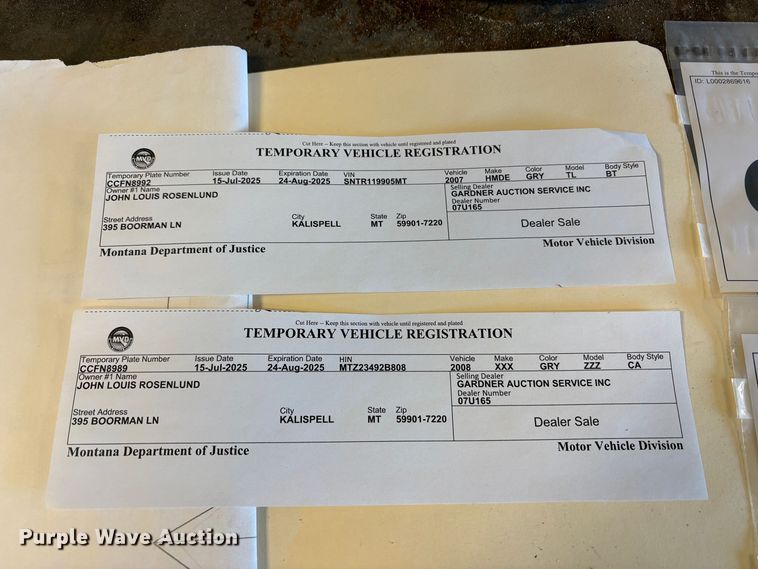 This is the Tempo
ID: L0002869616
Cut Here -- Keep this section with vehicle until registered and plated
MVD
TEMPORARY VEHICLE REGISTRATION
Temporary Plate Number Issue Date Expiration Date VIN Vehicle Make Color Model Body Style
CCFN8992 15-Jul-2025 24-Aug-2025 SNTR119905MT 2007 HMDE GRY TL BT
Owner #1 Name Selling Dealer
JOHN LOUIS ROSENLUND GARDNER AUCTION SERVICE INC
Dealer Number
07U165
Street Address City State Zip
395 BOORMAN LN KALISPELL MT 59901-7220 Dealer Sale
Montana Department of Justice Motor Vehicle Division
Cut Here -- Keep this section with vehicle until registered and plated
MVD
TEMPORARY VEHICLE REGISTRATION
Temporary Plate Number Issue Date Expiration Date HIN Vehicle Make Color Model Body Style
CCFN8989 15-Jul-2025 24-Aug-2025 MTZ23492B808 2008 XXX GRY ZZZ CA
Owner #1 Name Selling Dealer
JOHN LOUIS ROSENLUND GARDNER AUCTION SERVICE INC
Dealer Number
07U165
Street Address City State Zip
395 BOORMAN LN KALISPELL MT 59901-7220 Dealer Sale
Montana Department of Justice Motor Vehicle Division
Purple Wave Auction